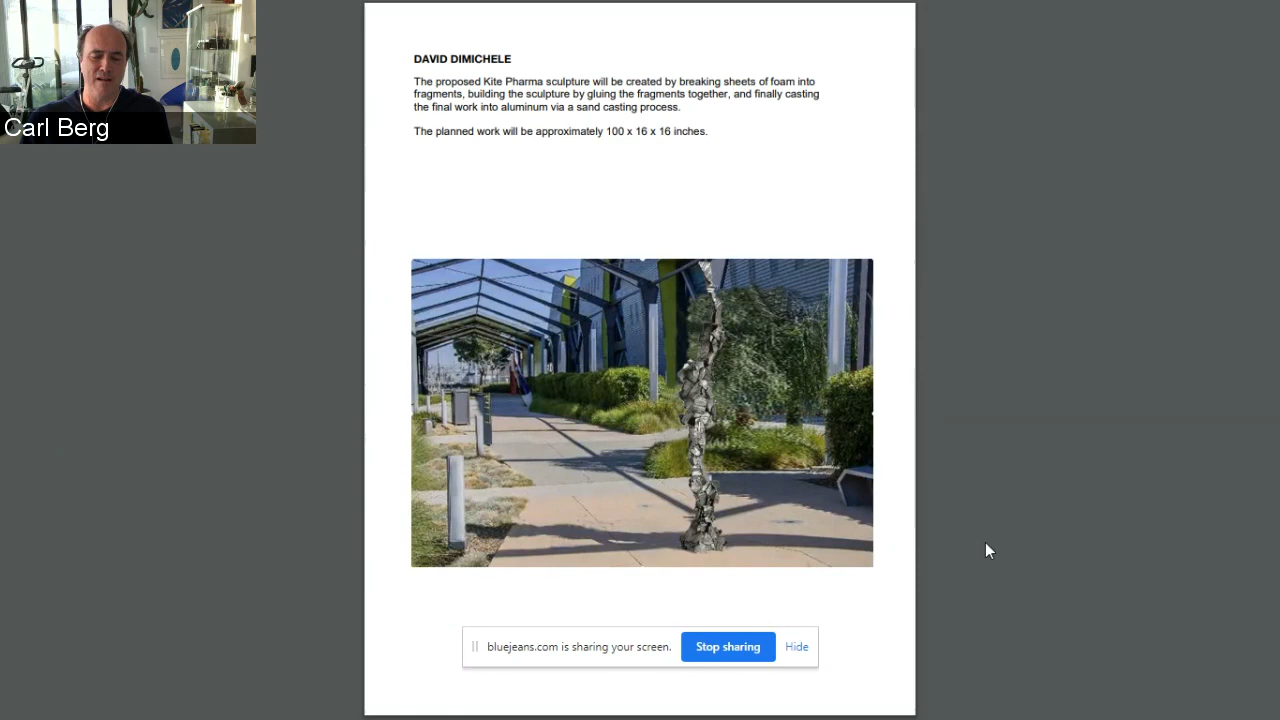 Carl Berg
DAVID DIMICHELE
The proposed Kite Pharma sculpture will be created by breaking sheets of foam into
fragments, building the sculpture by gluing the fragments together, and finally casting
the final work into aluminum via a sand casting process.
The planned work will be approximately 100 x 16 x 16 inches.
bluejeans.com is sharing your screen.
Stop sharing
Hide